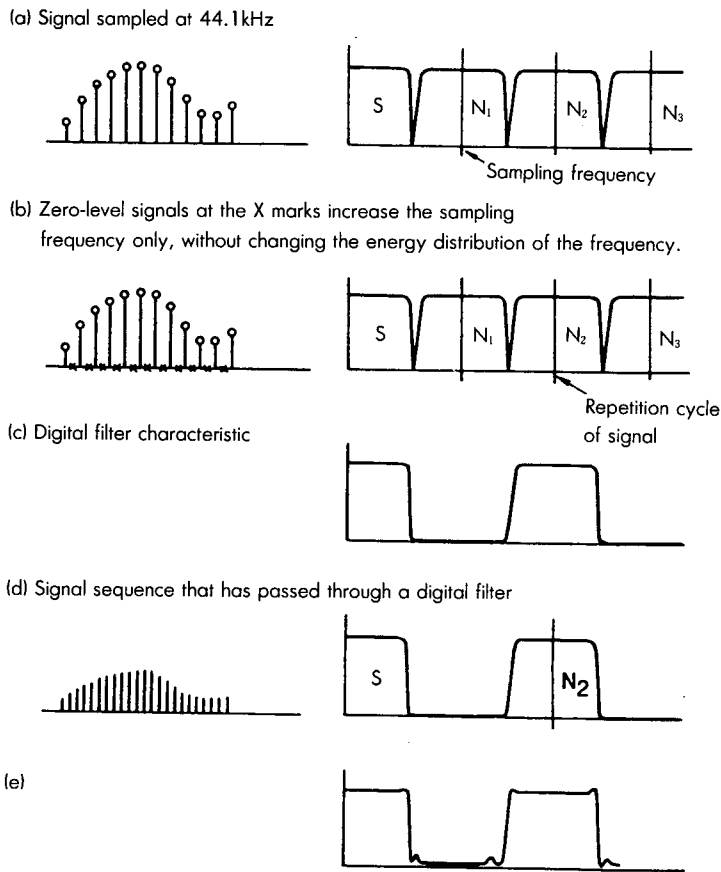 (a) Signal sampled at 44.1kHz
S N₁ N₂ N₃
Sampling frequency
(b) Zero-level signals at the X marks increase the sampling
frequency only, without changing the energy distribution of the frequency.
S N₁ N₂ N₃
Repetition cycle
of signal
(c) Digital filter characteristic
(d) Signal sequence that has passed through a digital filter
S N₂
(e)